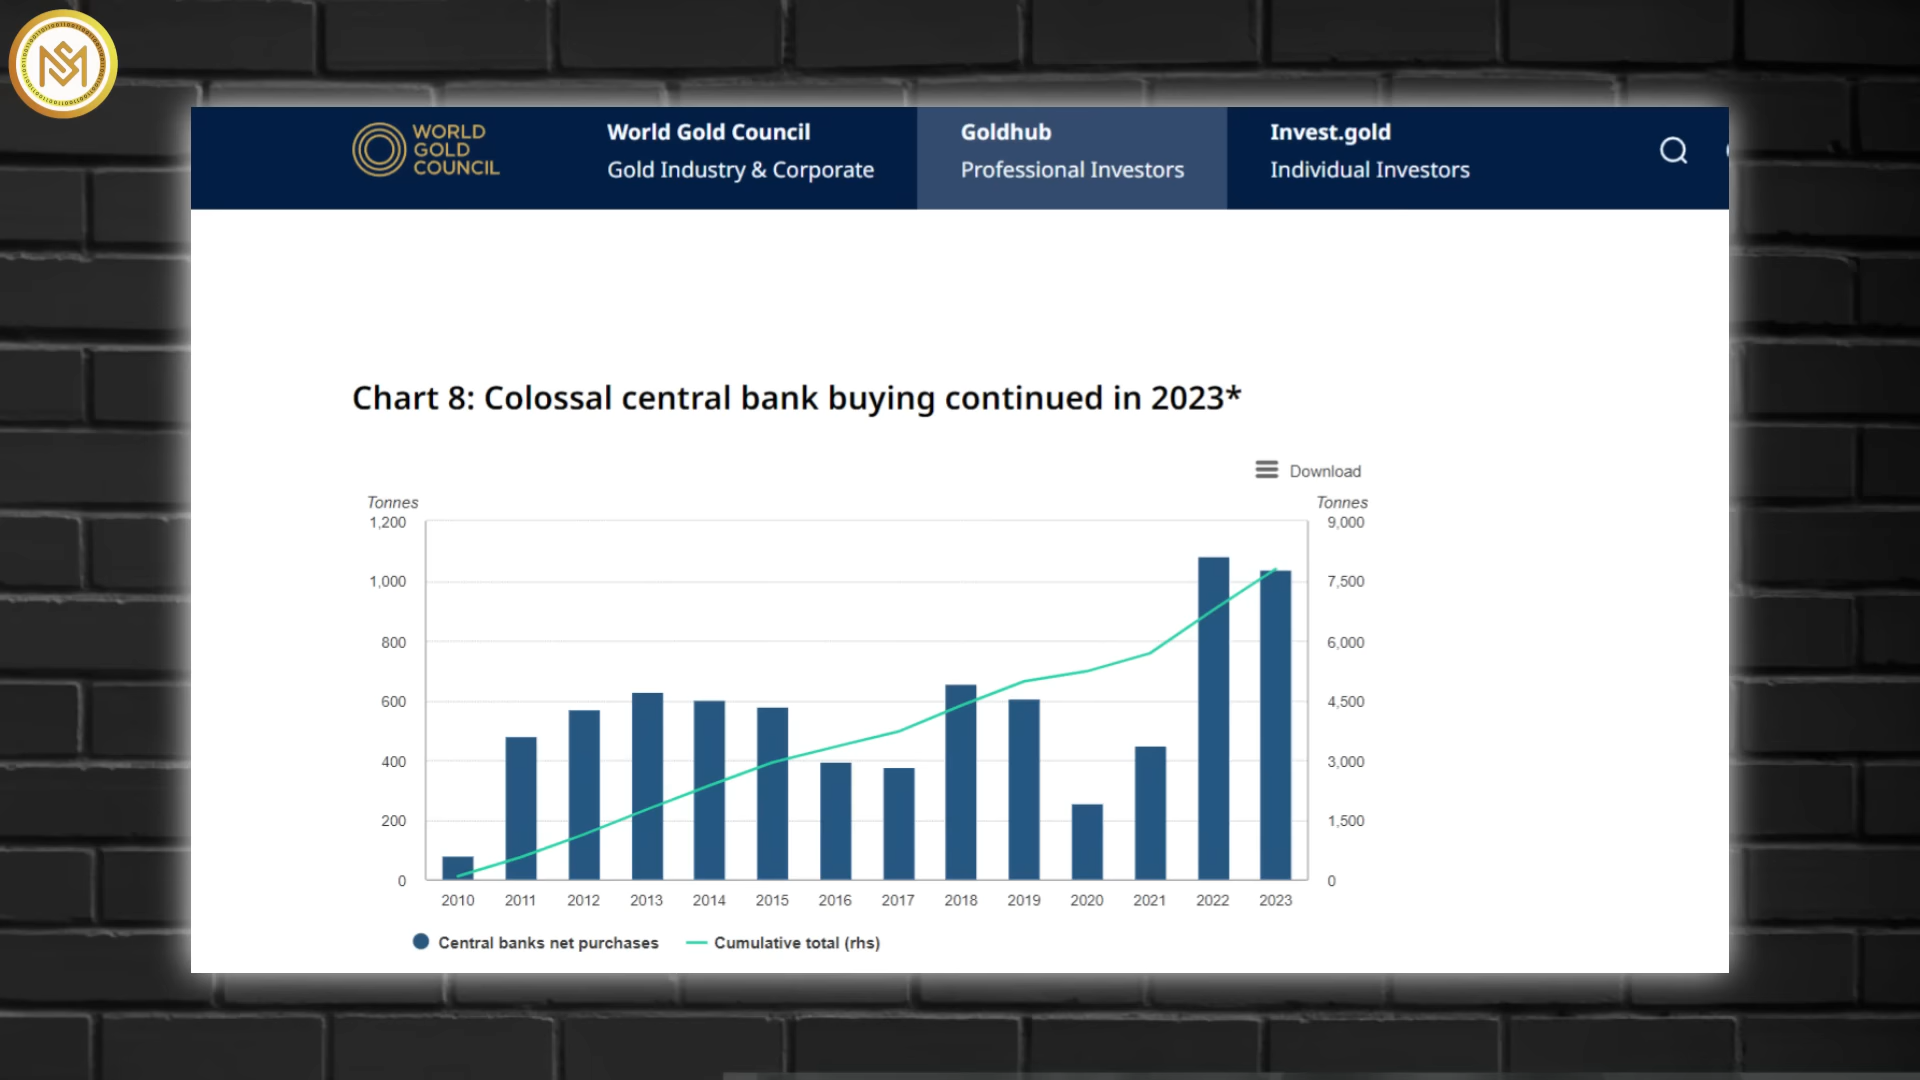 WORLD
GOLD
COUNCIL
World Gold Council
Gold Industry & Corporate
Goldhub
Professional Investors
Invest.gold
Individual Investors
Chart 8: Colossal central bank buying continued in 2023*
Download
Tonnes
Tonnes
1,200
9,000
1,000
7,500
800
6,000
600
4,500
400
3,000
200
1,500
0
0
2010 2011 2012 2013 2014 2015 2016 2017 2018 2019 2020 2021 2022 2023
Central banks net purchases
Cumulative total (rhs)